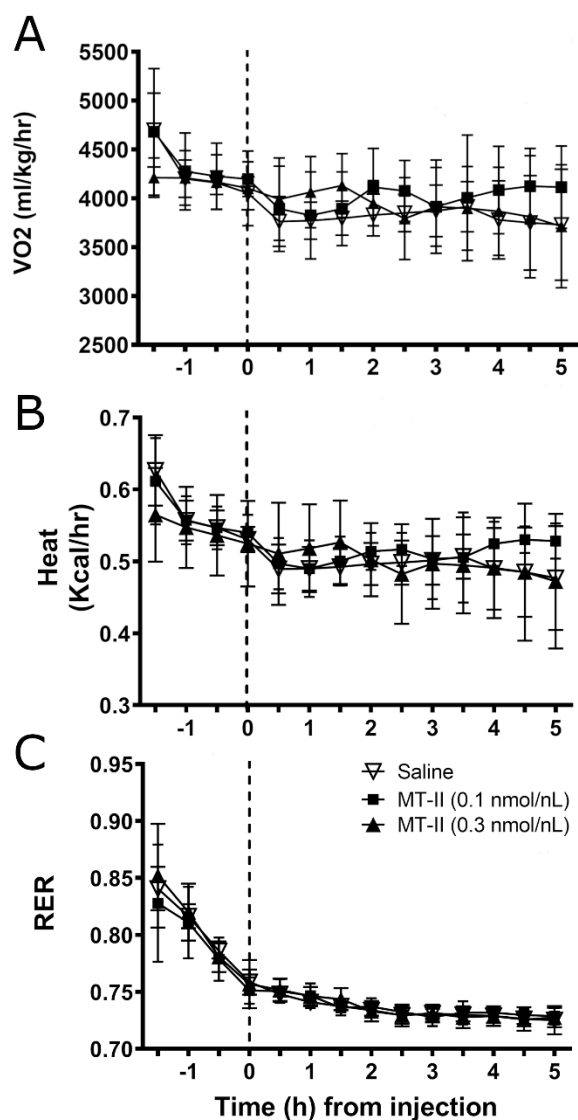 A
5500
5000
4500
4000
3500
3000
2500
VO2 (ml/kg/hr)
-1 0 1 2 3 4 5
B
0.7
0.6
0.5
0.4
0.3
Heat
(Kcal/hr)
-1 0 1 2 3 4 5
C
0.95
0.90
0.85
0.80
0.75
0.70
RER
Saline
MT-II (0.1 nmol/nL)
MT-II (0.3 nmol/nL)
-1 0 1 2 3 4 5
Time (h) from injection